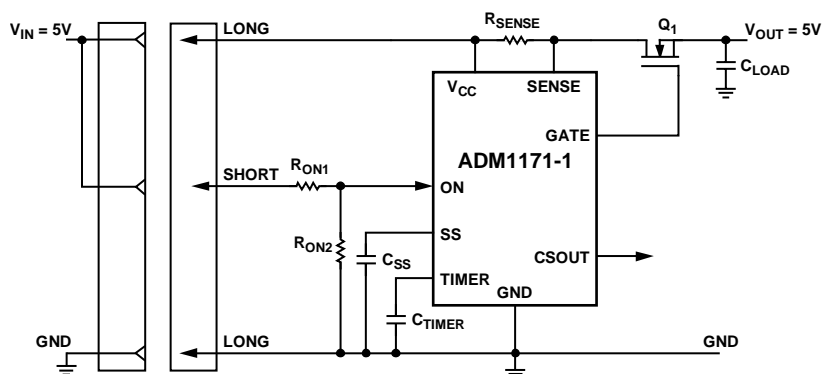 V_IN = 5V
LONG
R_SENSE
Q_1
V_OUT = 5V
C_LOAD
V_CC
SENSE
GATE
ADM1171-1
SHORT
R_ON1
ON
R_ON2
SS
C_SS
CSOUT
TIMER
GND
C_TIMER
GND
LONG
GND